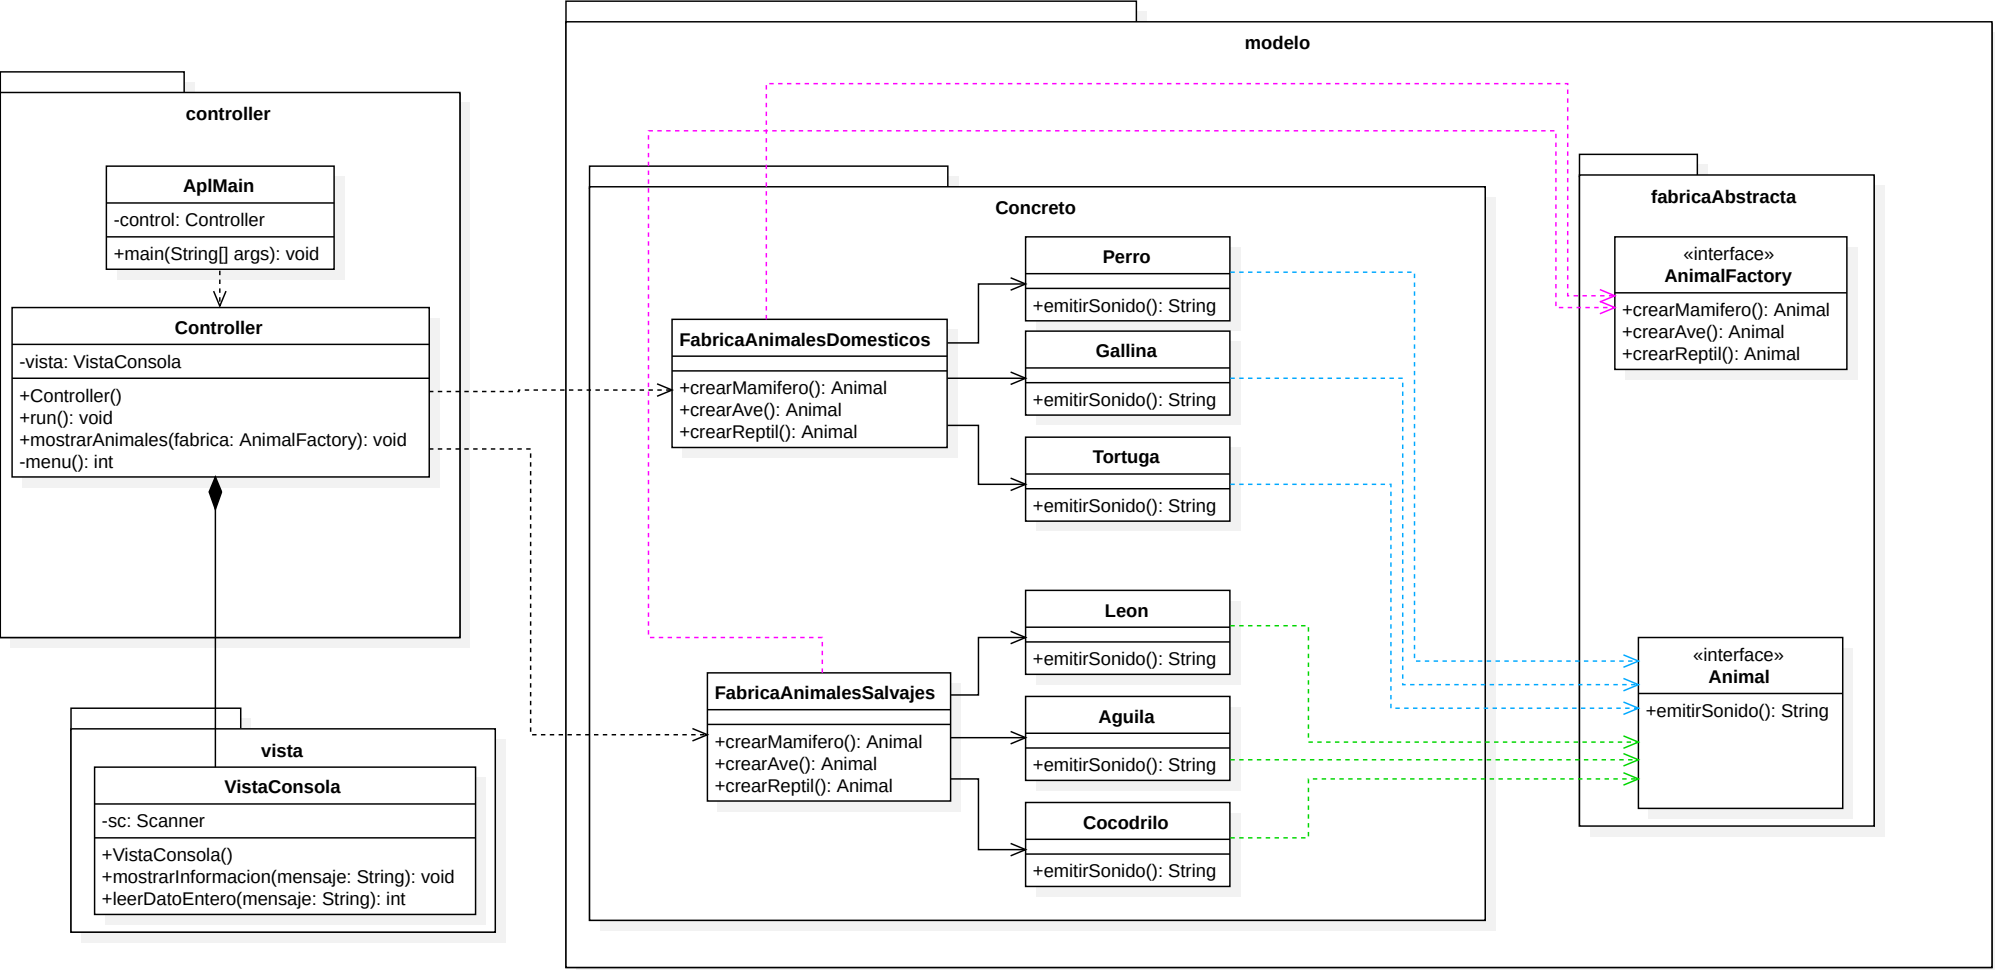 modelo
controller
AplMain
-control: Controller
+main(String[] args): void
Controller
-vista: VistaConsola
+Controller()
+run(): void
+mostrarAnimales(fabrica: AnimalFactory): void
-menu(): int
vista
VistaConsola
-sc: Scanner
+VistaConsola()
+mostrarInformacion(mensaje: String): void
+leerDatoEntero(mensaje: String): int
Concreto
FabricaAnimalesDomesticos
+crearMamifero(): Animal
+crearAve(): Animal
+crearReptil(): Animal
Perro
+emitirSonido(): String
Gallina
+emitirSonido(): String
Tortuga
+emitirSonido(): String
FabricaAnimalesSalvajes
+crearMamifero(): Animal
+crearAve(): Animal
+crearReptil(): Animal
Leon
+emitirSonido(): String
Aguila
+emitirSonido(): String
Cocodrilo
+emitirSonido(): String
fabricaAbstracta
«interface»
AnimalFactory
+crearMamifero(): Animal
+crearAve(): Animal
+crearReptil(): Animal
«interface»
Animal
+emitirSonido(): String